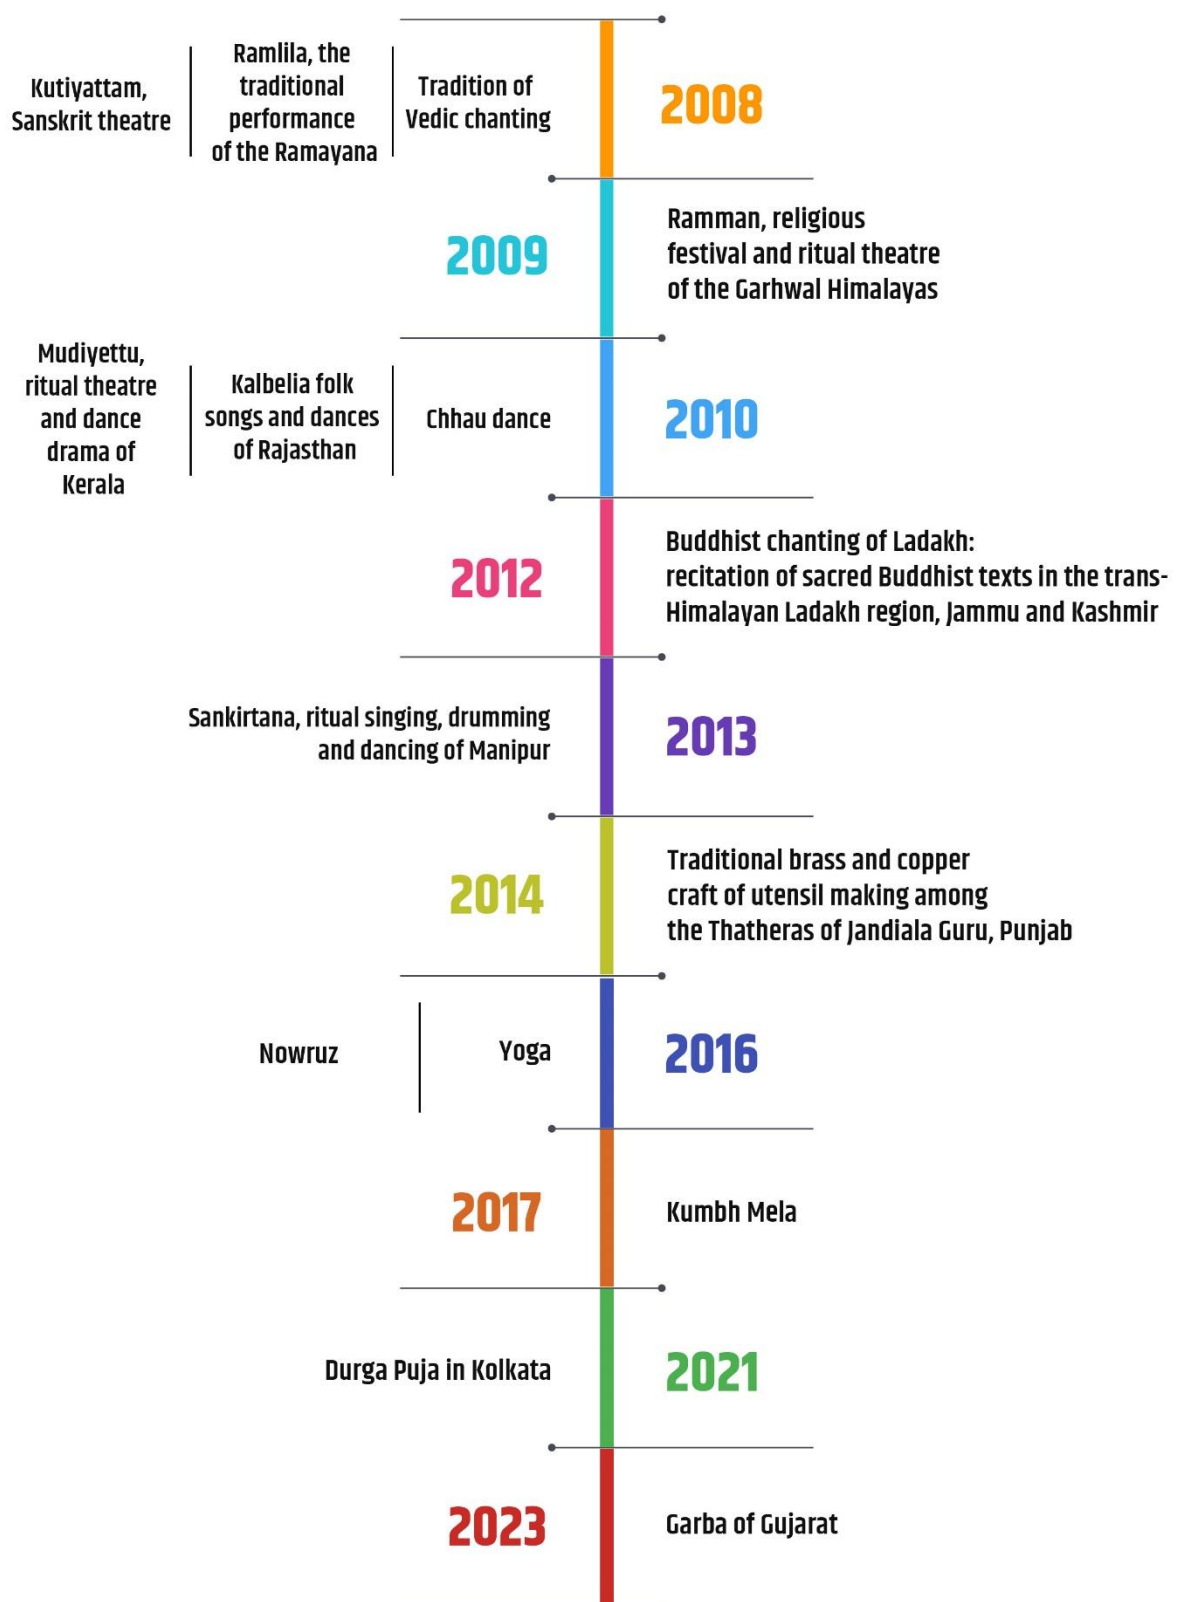 Kutiyattam,
Sanskrit theatre
Ramlila, the
traditional
performance
of the Ramayana
Tradition of
Vedic chanting
2008
2009
Ramman, religious
festival and ritual theatre
of the Garhwal Himalayas
Mudiyettu,
ritual theatre
and dance
drama of
Kerala
Kalbelia folk
songs and dances
of Rajasthan
Chhau dance
2010
2012
Buddhist chanting of Ladakh:
recitation of sacred Buddhist texts in the trans-
Himalayan Ladakh region, Jammu and Kashmir
Sankirtana, ritual singing, drumming
and dancing of Manipur
2013
2014
Traditional brass and copper
craft of utensil making among
the Thatheras of Jandiala Guru, Punjab
Nowruz
Yoga
2016
2017
Kumbh Mela
Durga Puja in Kolkata
2021
2023
Garba of Gujarat